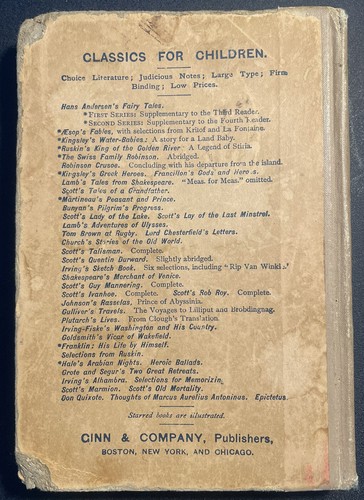 CLASSICS FOR CHILDREN.
Choice Literature; Judicious Notes; Large Type; Firm
Binding; Low Prices.
Hans Andersen's Fairy Tales.
*FIRST SERIES: Supplementary to the Third Reader.
*SECOND SERIES: Supplementary to the Fourth Reader.
*Æsop's Fables, with selections from Krilof and La Fontaine.
*Kingsley's Water-Babies: A story for a Land Baby.
*Ruskin's King of the Golden River: A Legend of Stiria.
*The Swiss Family Robinson. Abridged.
Robinson Crusoe. Concluding with his departure from the island.
*Kingsley's Greek Heroes. Francillon's Gods and Heroes.
Lamb's Tales from Shakespeare. "Meas. for Meas." omitted.
Scott's Tales of a Grandfather.
*Martineau's Peasant and Prince.
Bunyan's Pilgrim's Progress.
Scott's Lady of the Lake. Scott's Lay of the Last Minstrel.
Lamb's Adventures of Ulysses.
Tom Brown at Rugby. Lord Chesterfield's Letters.
Church's Stories of the Old World.
Scott's Talisman. Complete.
Scott's Quentin Durward. Slightly abridged.
Irving's Sketch Book. Six selections, including "Rip Van Winkle."
Shakespeare's Merchant of Venice.
Scott's Guy Mannering. Complete.
Scott's Ivanhoe. Complete. Scott's Rob Roy. Complete.
Johnson's Rasselas, Prince of Abyssinia.
Gulliver's Travels. The Voyages to Lilliput and Brobdingnag.
Plutarch's Lives. From Clough's Translation.
Irving-Fiske's Washington and His Country.
Goldsmith's Vicar of Wakefield.
*Franklin: His Life by Himself.
Selections from Ruskin.
*Hale's Arabian Nights. Heroic Ballads.
Grote and Segur's Two Great Retreats.
Irving's Alhambra. Selections for Memorizing.
Scott's Marmion. Scott's Old Mortality.
Don Quixote. Thoughts of Marcus Aurelius Antoninus. Epictetus.
Starred books are illustrated.
GINN & COMPANY, Publishers,
BOSTON, NEW YORK, AND CHICAGO.